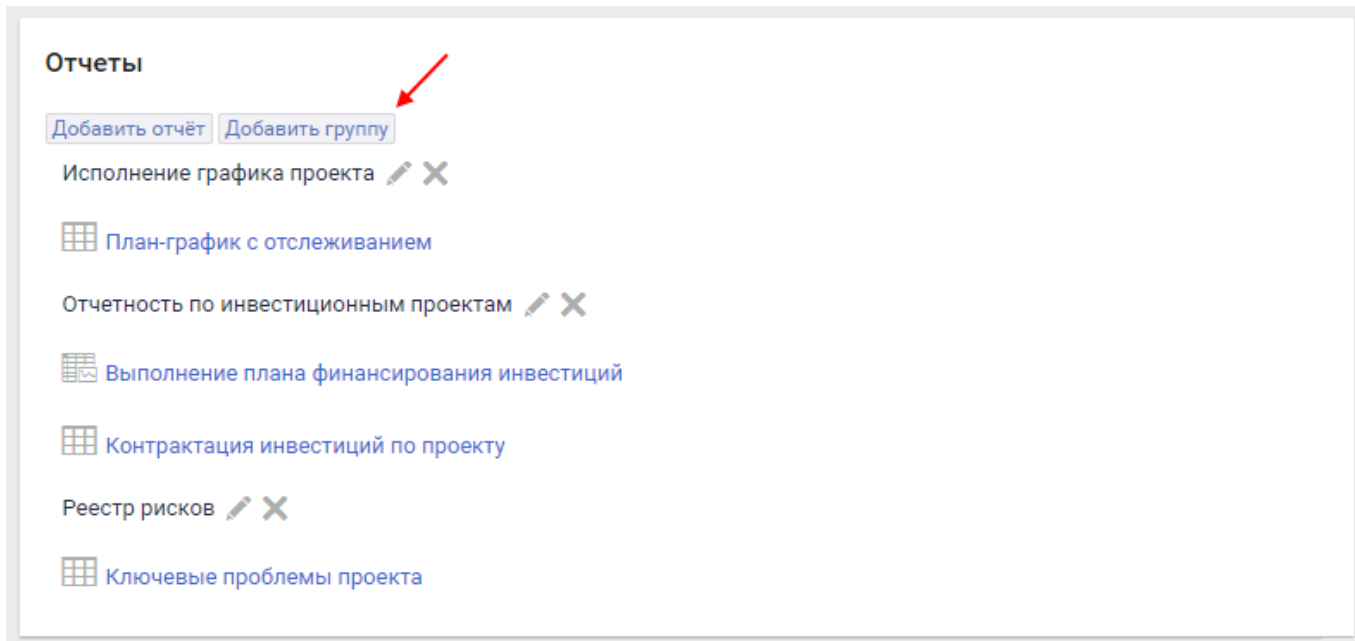 Отчеты
Добавить отчёт Добавить группу
Исполнение графика проекта
План-график с отслеживанием
Отчетность по инвестиционным проектам
Выполнение плана финансирования инвестиций
Контрактация инвестиций по проекту
Реестр рисков
Ключевые проблемы проекта